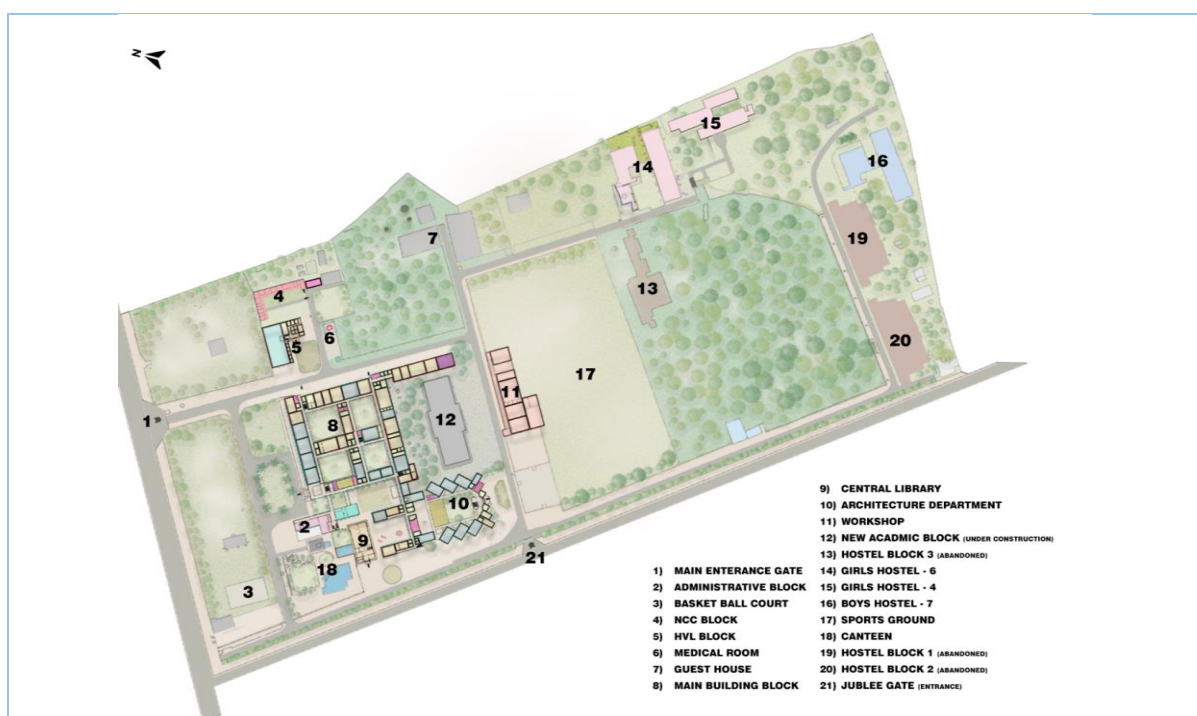 N
15
14
16
7
19
4
13
5
6
20
17
11
1
8
12
10
2
9
21
18
3
1) MAIN ENTERANCE GATE
2) ADMINISTRATIVE BLOCK
3) BASKET BALL COURT
4) NCC BLOCK
5) HVL BLOCK
6) MEDICAL ROOM
7) GUEST HOUSE
8) MAIN BUILDING BLOCK
9) CENTRAL LIBRARY
10) ARCHITECTURE DEPARTMENT
11) WORKSHOP
12) NEW ACADMIC BLOCK (UNDER CONSTRUCTION)
13) HOSTEL BLOCK 3 (ABANDONED)
14) GIRLS HOSTEL - 6
15) GIRLS HOSTEL - 4
16) BOYS HOSTEL - 7
17) SPORTS GROUND
18) CANTEEN
19) HOSTEL BLOCK 1 (ABANDONED)
20) HOSTEL BLOCK 2 (ABANDONED)
21) JUBLEE GATE (ENTRANCE)